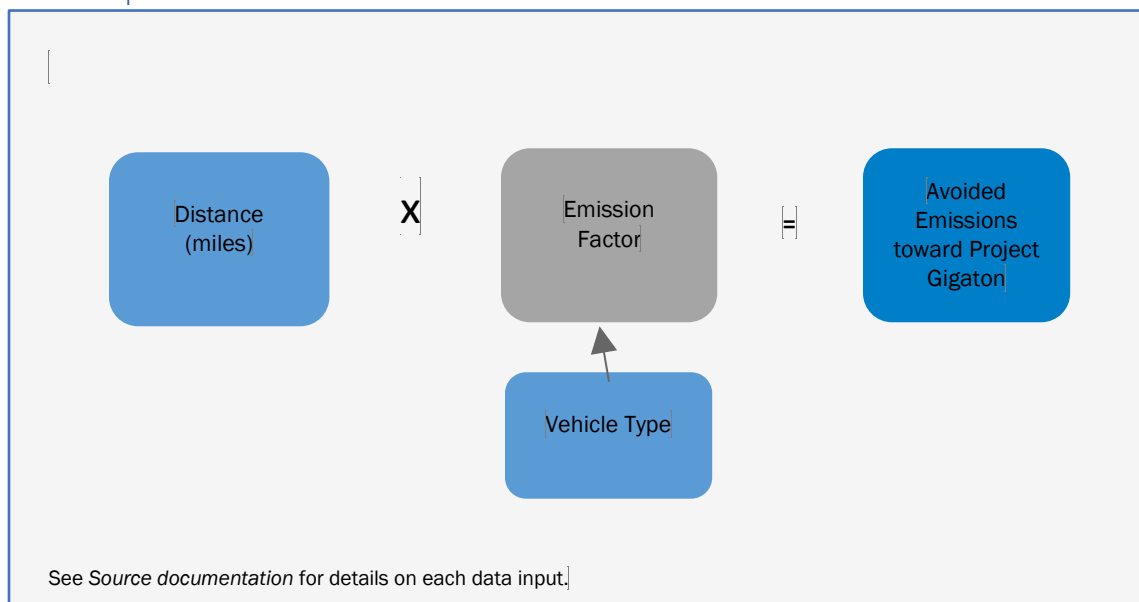 Distance
(miles)
X
Emission
Factor
=
Avoided
Emissions
toward Project
Gigaton
Vehicle Type
See Source documentation for details on each data input.